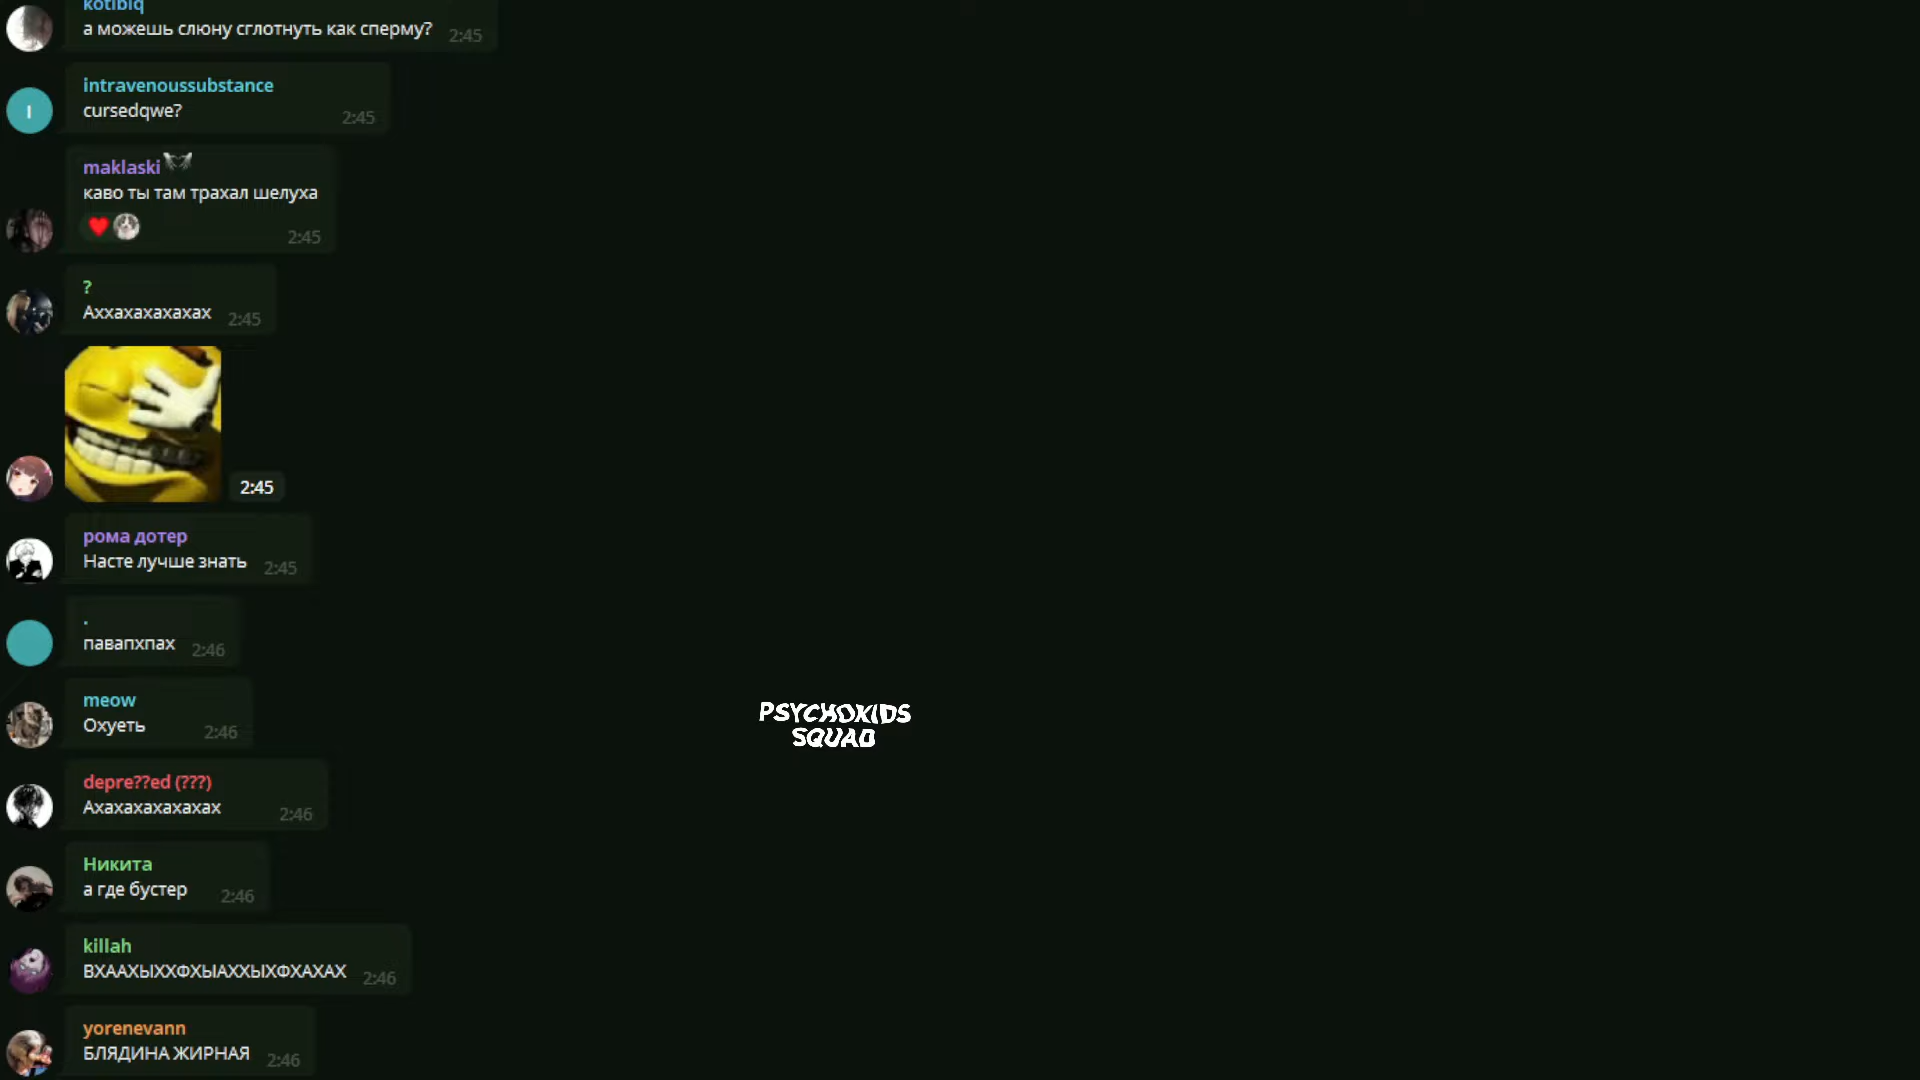 kotibiq
а можешь слюну сглотнуть как сперму? 2:45
intravenoussubstance
I
cursedqwe? 2:45
maklaski
каво ты там трахал шелуха
2:45
?
Аххахахахахах 2:45
2:45
рома дотер
Насте лучше знать 2:45
.
павапхпах 2:46
meow
Охуеть 2:46
PSYCHOKIDS
SQUAD
depre??ed (???)
Ахахахахахахах 2:46
Никита
а где бустер 2:46
killah
ВХААХЫХХФХЫАХХЫХФХАХАХ 2:46
yorenevann
БЛЯДИНА ЖИРНАЯ 2:46